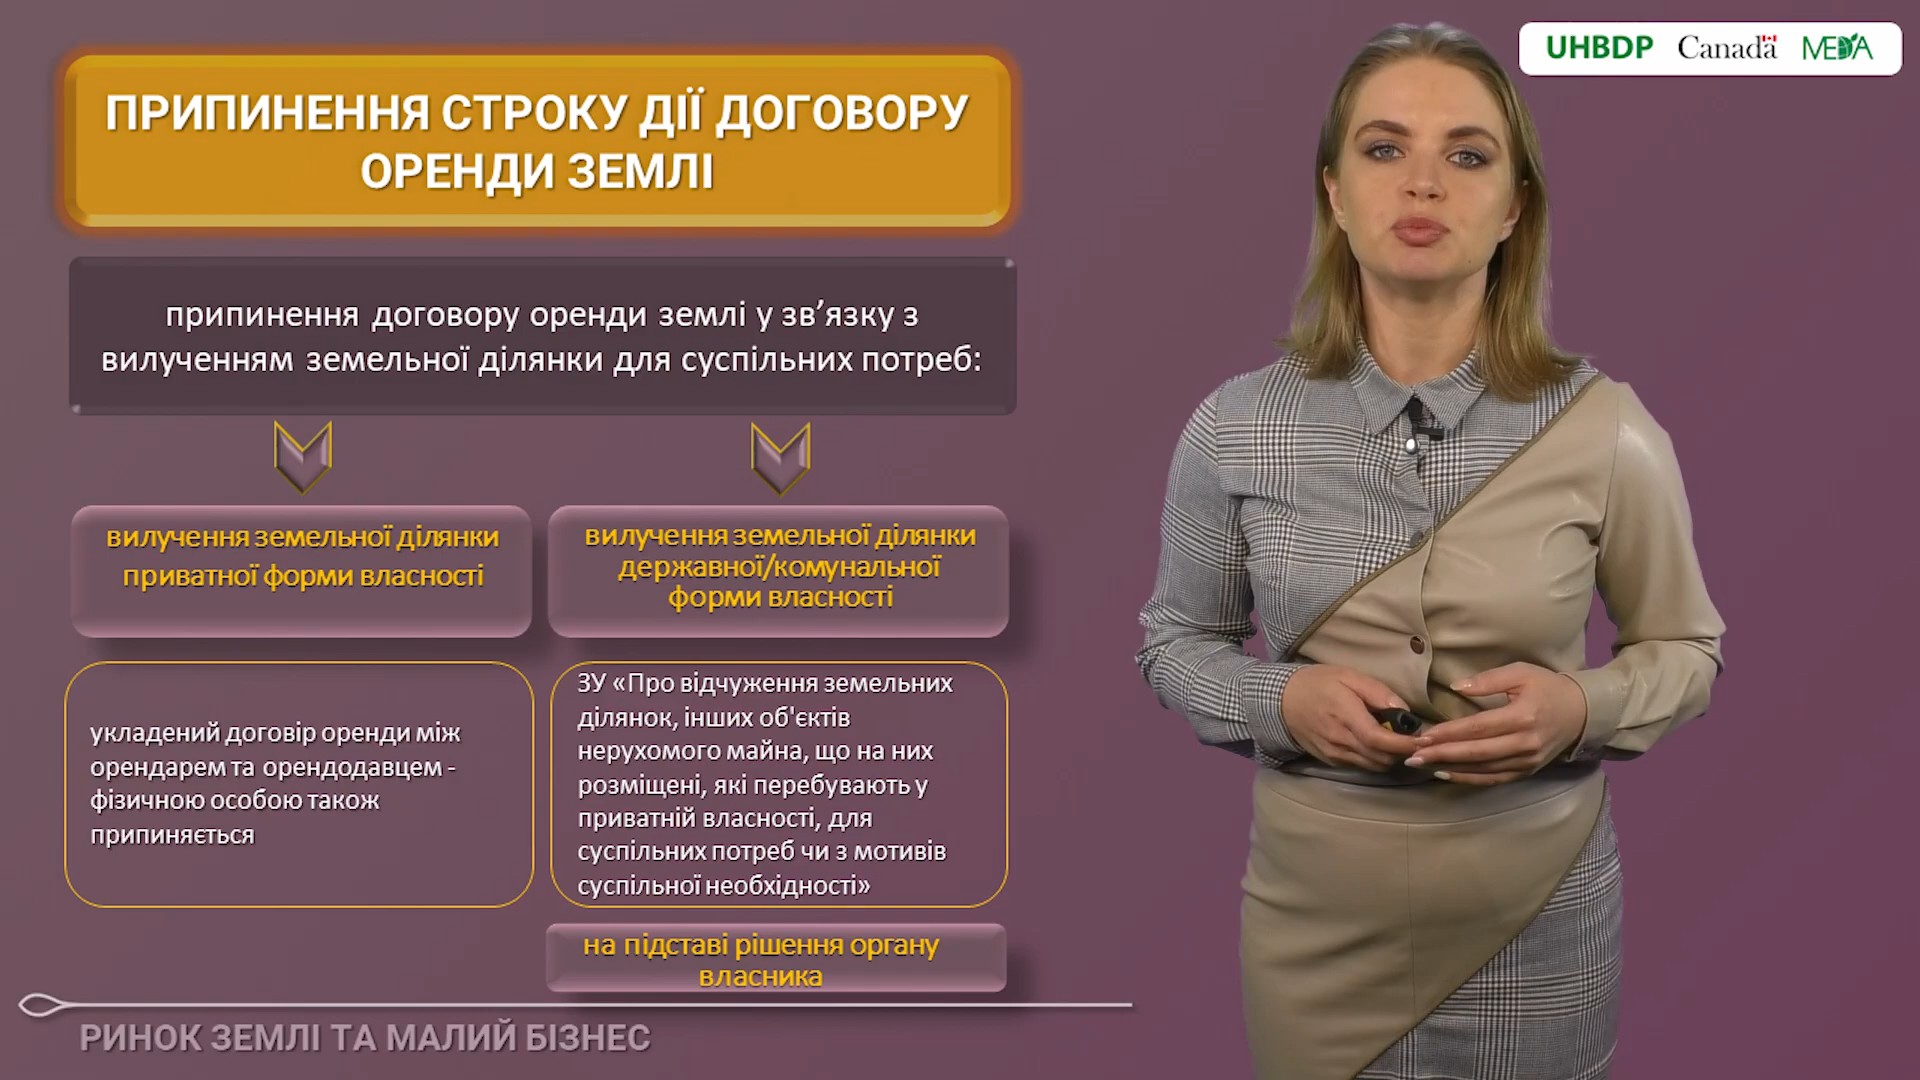 UHBDP Canada MEDA
ПРИПИНЕННЯ СТРОКУ ДІЇ ДОГОВОРУ
ОРЕНДИ ЗЕМЛІ
припинення договору оренди землі у зв’язку з
вилученням земельної ділянки для суспільних потреб:
вилучення земельної ділянки
приватної форми власності
вилучення земельної ділянки
державної/комунальної
форми власності
укладений договір оренди між
орендарем та орендодавцем -
фізичною особою також
припиняється
ЗУ «Про відчуження земельних
ділянок, інших об'єктів
нерухомого майна, що на них
розміщені, які перебувають у
приватній власності, для
суспільних потреб чи з мотивів
суспільної необхідності»
на підставі рішення органу
власника
РИНОК ЗЕМЛІ ТА МАЛИЙ БІЗНЕС